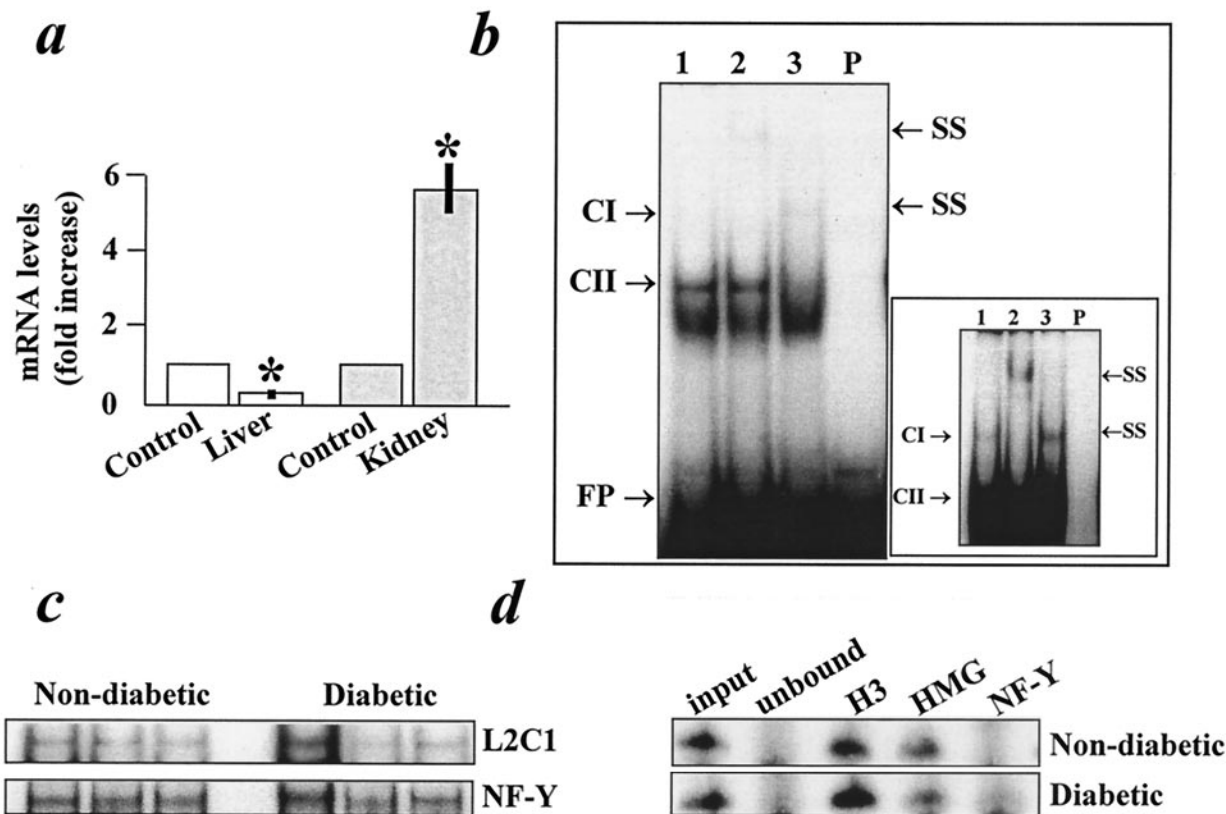 a
mRNA levels
(fold increase)
6
4
2
0
*
*
Control
Liver
Control
Kidney
b
1 2 3 P
← SS
← SS
CI →
CII →
FP →
1 2 3 P
←SS
←SS
CI →
CII →
c
Non-diabetic Diabetic
L2C1
NF-Y
d
input unbound H3 HMG NF-Y
Non-diabetic
Diabetic